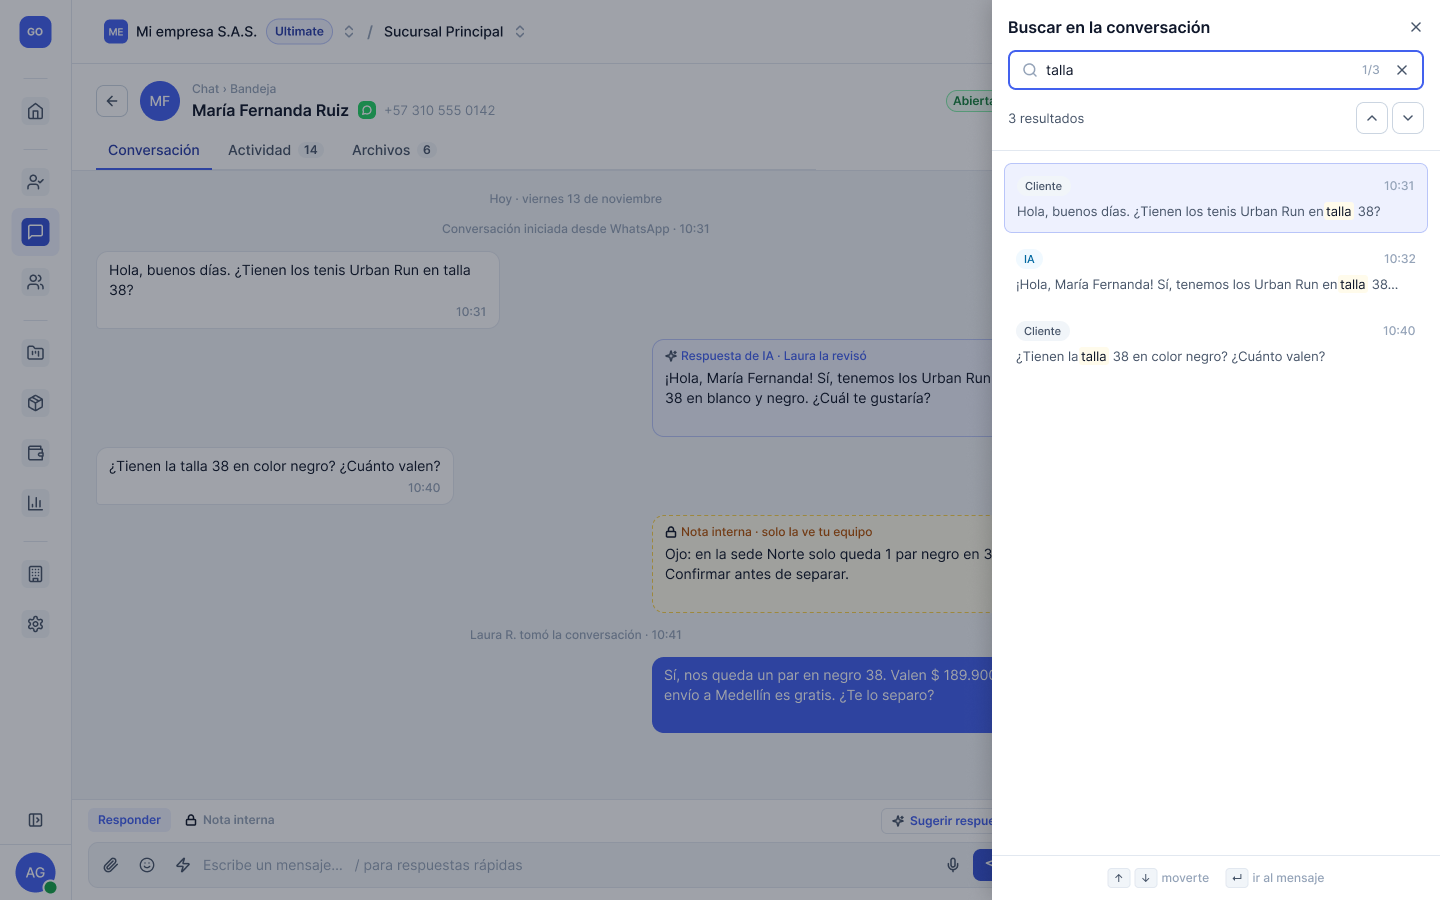 GO
ME Mi empresa S.A.S. Ultimate / Sucursal Principal
Chat › Bandeja
MF María Fernanda Ruiz +57 310 555 0142
Abierta
Conversación Actividad 14 Archivos 6
Hoy · viernes 13 de noviembre
Conversación iniciada desde WhatsApp · 10:31
Hola, buenos días. ¿Tienen los tenis Urban Run en talla
38?
10:31
Respuesta de IA · Laura la revisó
¡Hola, María Fernanda! Sí, tenemos los Urban Run
38 en blanco y negro. ¿Cuál te gustaría?
¿Tienen la talla 38 en color negro? ¿Cuánto valen?
10:40
Nota interna · solo la ve tu equipo
Ojo: en la sede Norte solo queda 1 par negro en 3
Confirmar antes de separar.
Laura R. tomó la conversación · 10:41
Sí, nos queda un par en negro 38. Valen $ 189.900
envío a Medellín es gratis. ¿Te lo separo?
Responder Nota interna
Sugerir respue
Escribe un mensaje... / para respuestas rápidas
AG
Buscar en la conversación
talla 1/3
3 resultados
Cliente 10:31
Hola, buenos días. ¿Tienen los tenis Urban Run en talla 38?
IA 10:32
¡Hola, María Fernanda! Sí, tenemos los Urban Run en talla 38...
Cliente 10:40
¿Tienen la talla 38 en color negro? ¿Cuánto valen?
↑ ↓ moverte ↵ ir al mensaje